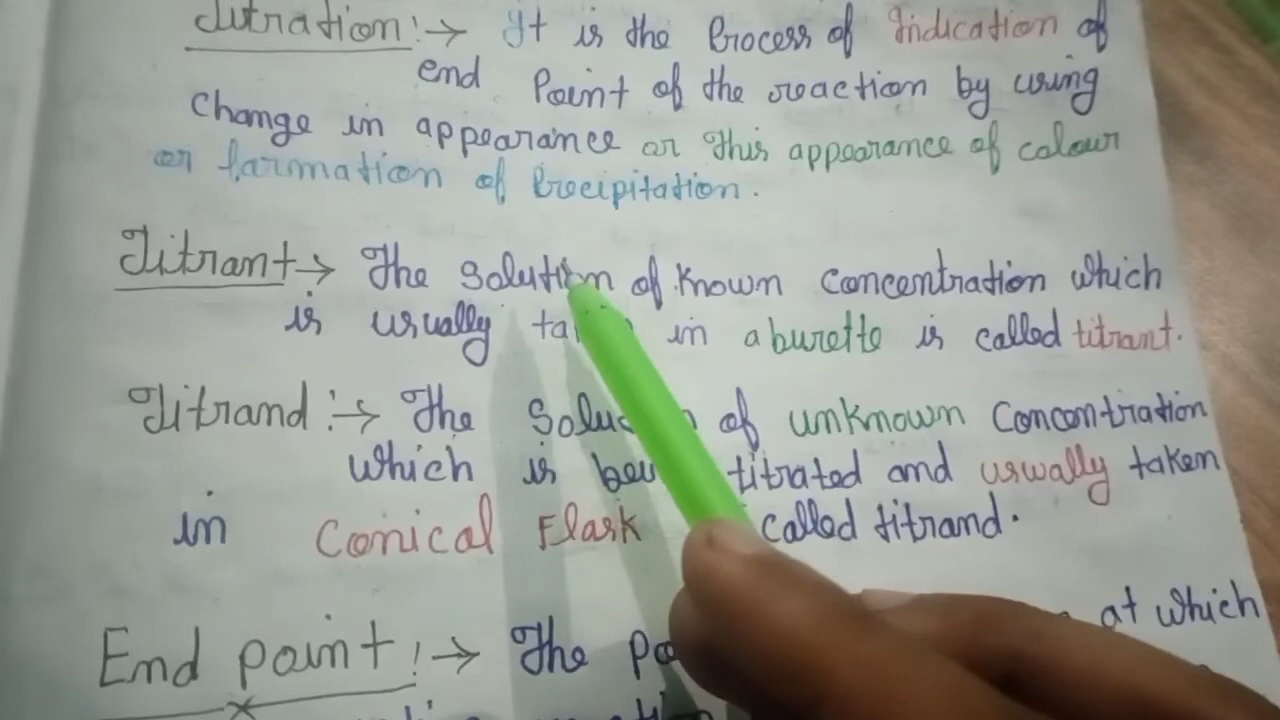 Titration :→ It is the Process of Indication of
end Point of the reaction by using
change in appearance or this appearance of colour
or formation of Precipitation.
Titrant → The Solution of known concentration which
is usually in a burette is called titrant.
Titrand :→ The of unknown Concontration
which is titrated and usually taken
in Conical Flask called titrand.
End point :→ The at which